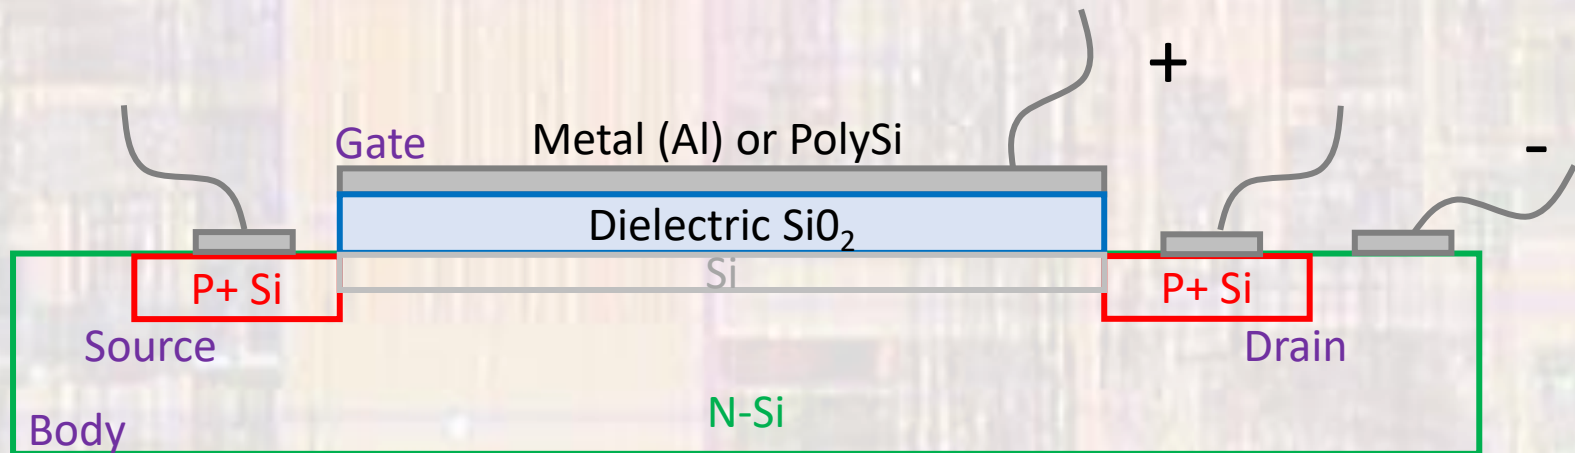 +
-
Gate
Metal (Al) or PolySi
Dielectric Si0₂
Si
P+ Si
P+ Si
Source
Drain
N-Si
Body